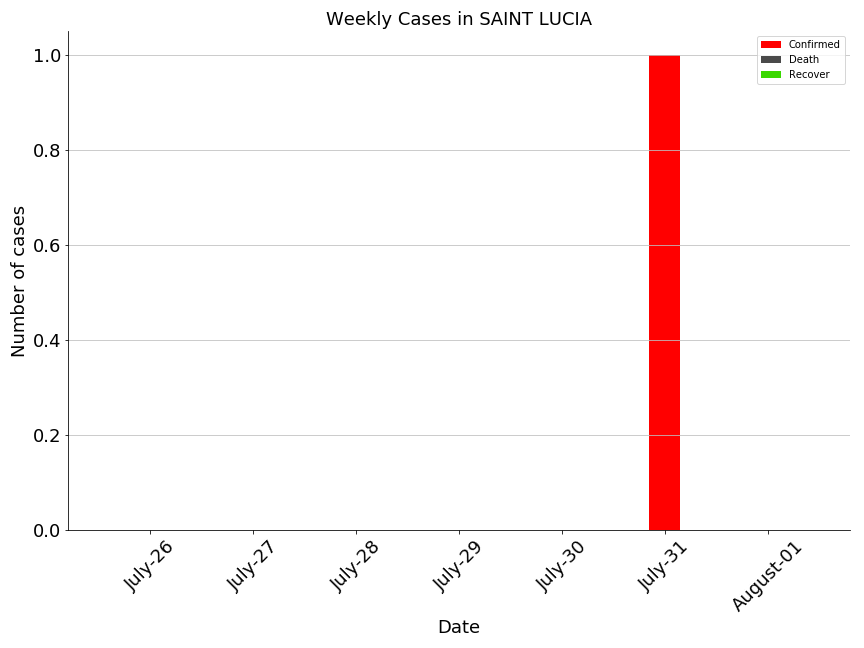 Weekly Cases in SAINT LUCIA
Confirmed
Death
Recover
Number of cases
1.0
0.8
0.6
0.4
0.2
0.0
July-26
July-27
July-28
July-29
July-30
July-31
August-01
Date